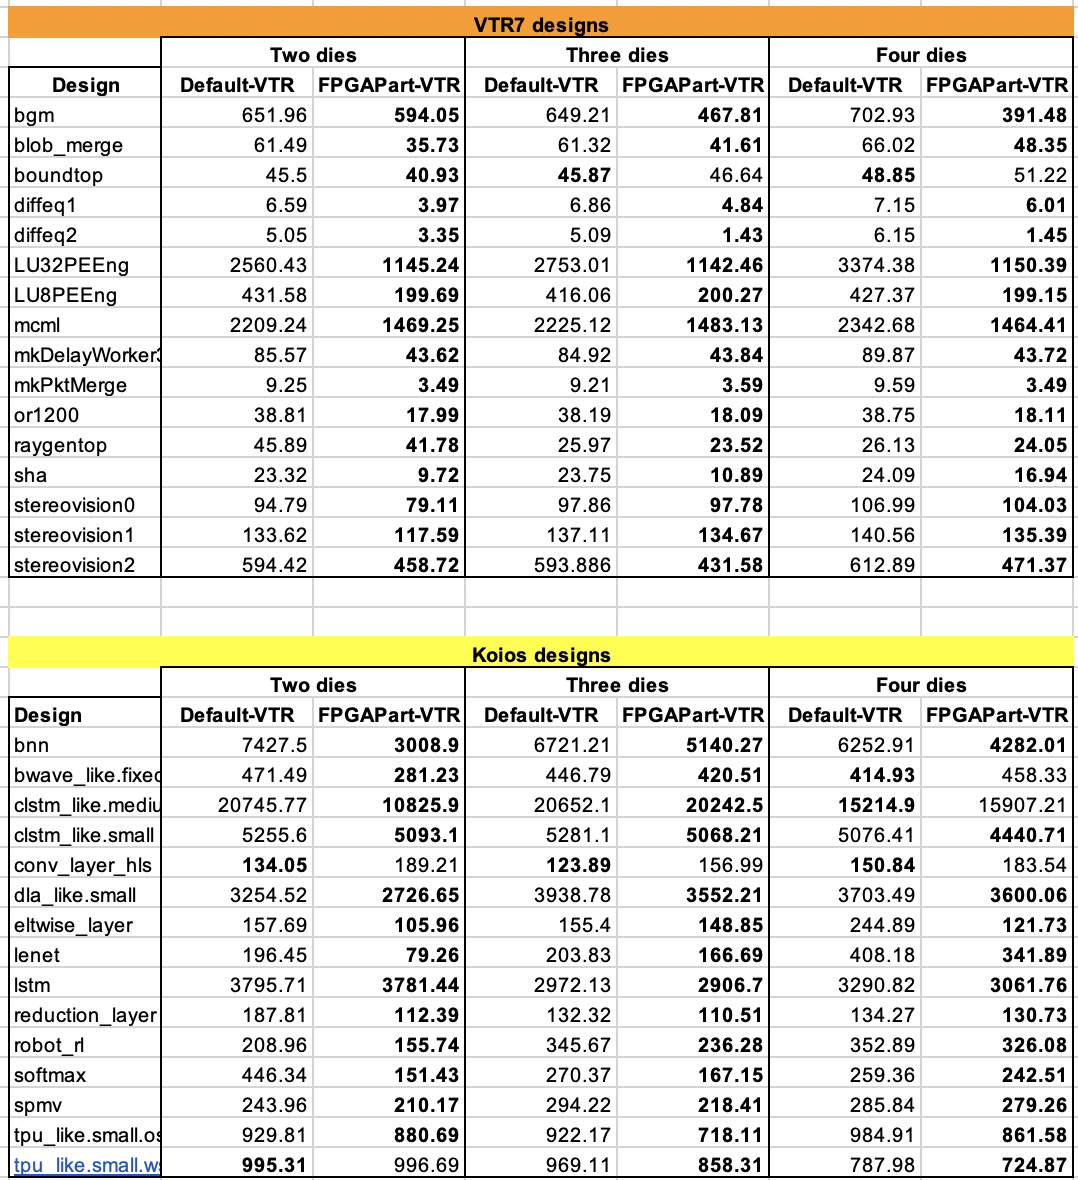 VTR7 designs
Two dies Three dies Four dies
Design Default-VTR FPGAPart-VTR Default-VTR FPGAPart-VTR Default-VTR FPGAPart-VTR
bgm 651.96 594.05 649.21 467.81 702.93 391.48
blob_merge 61.49 35.73 61.32 41.61 66.02 48.35
boundtop 45.5 40.93 45.87 46.64 48.85 51.22
diffeq1 6.59 3.97 6.86 4.84 7.15 6.01
diffeq2 5.05 3.35 5.09 1.43 6.15 1.45
LU32PEEng 2560.43 1145.24 2753.01 1142.46 3374.38 1150.39
LU8PEEng 431.58 199.69 416.06 200.27 427.37 199.15
mcml 2209.24 1469.25 2225.12 1483.13 2342.68 1464.41
mkDelayWorker3 85.57 43.62 84.92 43.84 89.87 43.72
mkPktMerge 9.25 3.49 9.21 3.59 9.59 3.49
or1200 38.81 17.99 38.19 18.09 38.75 18.11
raygentop 45.89 41.78 25.97 23.52 26.13 24.05
sha 23.32 9.72 23.75 10.89 24.09 16.94
stereovision0 94.79 79.11 97.86 97.78 106.99 104.03
stereovision1 133.62 117.59 137.11 134.67 140.56 135.39
stereovision2 594.42 458.72 593.886 431.58 612.89 471.37
Koios designs
Two dies Three dies Four dies
Design Default-VTR FPGAPart-VTR Default-VTR FPGAPart-VTR Default-VTR FPGAPart-VTR
bnn 7427.5 3008.9 6721.21 5140.27 6252.91 4282.01
bwave_like.fixed 471.49 281.23 446.79 420.51 414.93 458.33
clstm_like.mediu 20745.77 10825.9 20652.1 20242.5 15214.9 15907.21
clstm_like.small 5255.6 5093.1 5281.1 5068.21 5076.41 4440.71
conv_layer_hls 134.05 189.21 123.89 156.99 150.84 183.54
dla_like.small 3254.52 2726.65 3938.78 3552.21 3703.49 3600.06
eltwise_layer 157.69 105.96 155.4 148.85 244.89 121.73
lenet 196.45 79.26 203.83 166.69 408.18 341.89
lstm 3795.71 3781.44 2972.13 2906.7 3290.82 3061.76
reduction_layer 187.81 112.39 132.32 110.51 134.27 130.73
robot_rl 208.96 155.74 345.67 236.28 352.89 326.08
softmax 446.34 151.43 270.37 167.15 259.36 242.51
spmv 243.96 210.17 294.22 218.41 285.84 279.26
tpu_like.small.os 929.81 880.69 922.17 718.11 984.91 861.58
tpu_like.small.ws 995.31 996.69 969.11 858.31 787.98 724.87